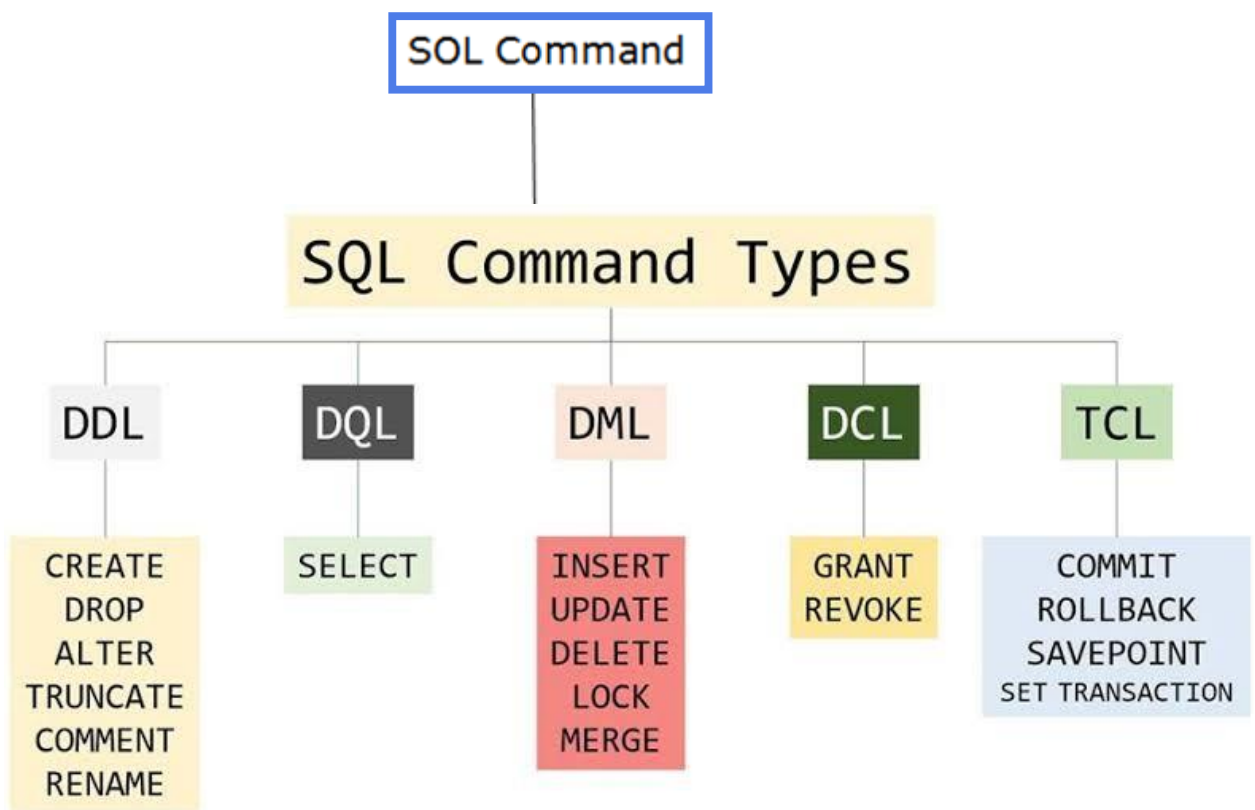 SOL Command
SQL Command Types
DDL
DQL
DML
DCL
TCL
CREATE
DROP
ALTER
TRUNCATE
COMMENT
RENAME
SELECT
INSERT
UPDATE
DELETE
LOCK
MERGE
GRANT
REVOKE
COMMIT
ROLLBACK
SAVEPOINT
SET TRANSACTION